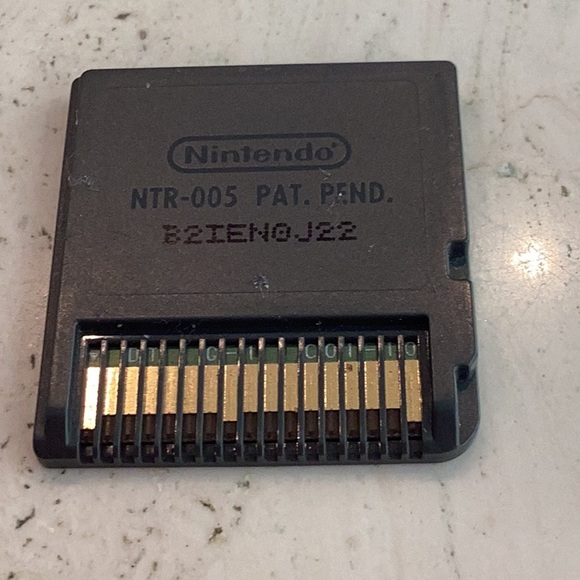 Nintendo®
NTR-005 PAT. PEND.
B2IEN0J22